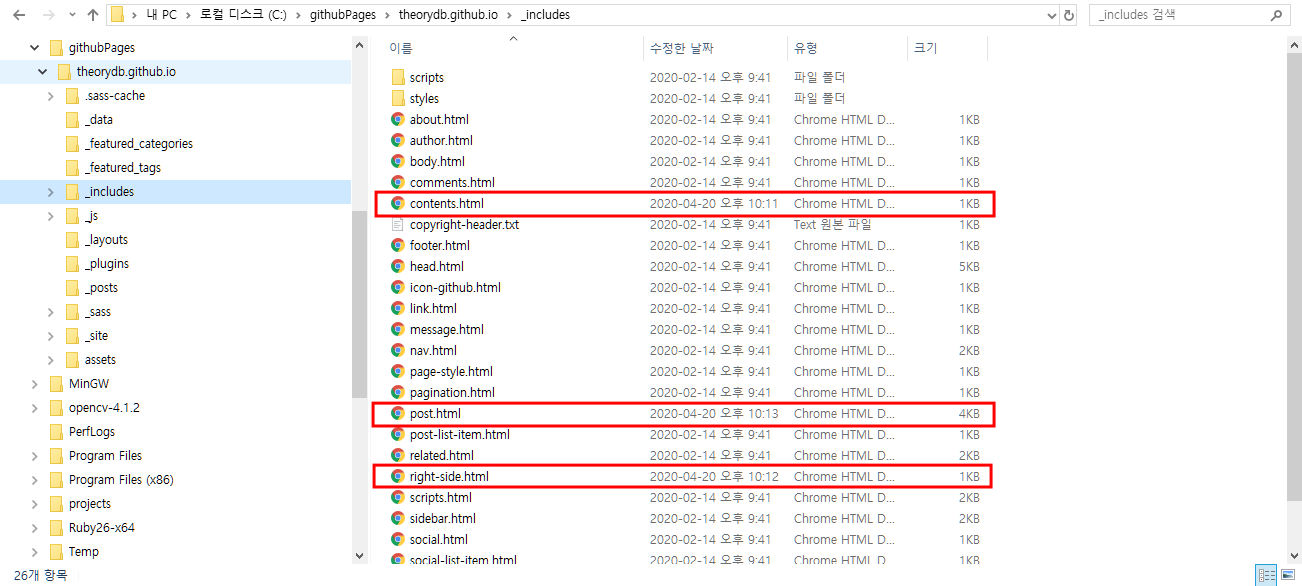 내 PC > 로컬 디스크 (C:) > githubPages > theorydb.github.io > _includes
_includes 검색
githubPages
theorydb.github.io
.sass-cache
_data
_featured_categories
_featured_tags
_includes
_js
_layouts
_plugins
_posts
_sass
_site
assets
MinGW
opencv-4.1.2
PerfLogs
Program Files
Program Files (x86)
projects
Ruby26-x64
Temp
이름 수정한 날짜 유형 크기
scripts 2020-02-14 오후 9:41 파일 폴더
styles 2020-02-14 오후 9:41 파일 폴더
about.html 2020-02-14 오후 9:41 Chrome HTML D... 1KB
author.html 2020-02-14 오후 9:41 Chrome HTML D... 1KB
body.html 2020-02-14 오후 9:41 Chrome HTML D... 1KB
comments.html 2020-02-14 오후 9:41 Chrome HTML D... 1KB
contents.html 2020-04-20 오후 10:11 Chrome HTML D... 1KB
copyright-header.txt 2020-02-14 오후 9:41 Text 원본 파일 1KB
footer.html 2020-02-14 오후 9:41 Chrome HTML D... 1KB
head.html 2020-02-14 오후 9:41 Chrome HTML D... 5KB
icon-github.html 2020-02-14 오후 9:41 Chrome HTML D... 1KB
link.html 2020-02-14 오후 9:41 Chrome HTML D... 1KB
message.html 2020-02-14 오후 9:41 Chrome HTML D... 1KB
nav.html 2020-02-14 오후 9:41 Chrome HTML D... 2KB
page-style.html 2020-02-14 오후 9:41 Chrome HTML D... 1KB
pagination.html 2020-02-14 오후 9:41 Chrome HTML D... 1KB
post.html 2020-04-20 오후 10:13 Chrome HTML D... 4KB
post-list-item.html 2020-02-14 오후 9:41 Chrome HTML D... 1KB
related.html 2020-02-14 오후 9:41 Chrome HTML D... 2KB
right-side.html 2020-04-20 오후 10:12 Chrome HTML D... 1KB
scripts.html 2020-02-14 오후 9:41 Chrome HTML D... 2KB
sidebar.html 2020-02-14 오후 9:41 Chrome HTML D... 2KB
social.html 2020-02-14 오후 9:41 Chrome HTML D... 1KB
social-list-item.html 2020-02-14 오후 9:41 Chrome HTML D... 1KB
26개 항목